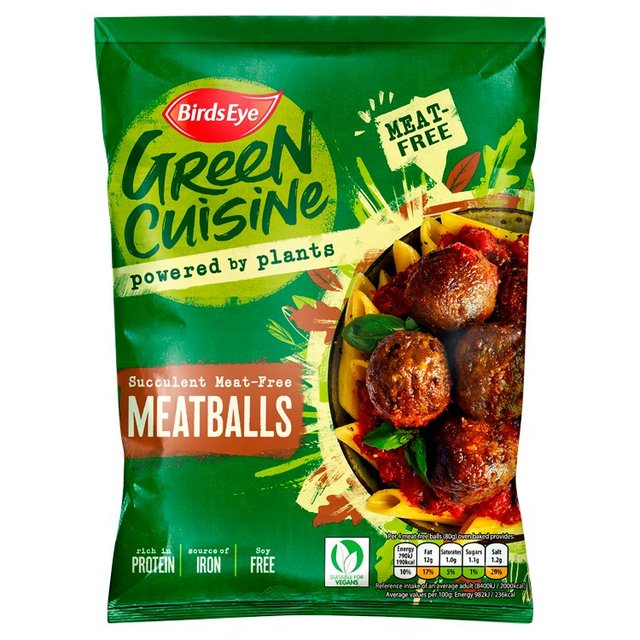 Birds Eye
Green
Cuisine
powered by plants
MEAT-
FREE
Succulent Meat-Free
MEATBALLS
rich in
PROTEIN
source of
IRON
Soy
FREE
SUITABLE FOR
VEGANS
Per 4 meat-free balls (80g) oven baked provides:
Energy
790kJ
190kcal
10%
Fat
12g
17%
Saturates
1.0g
5%
Sugars
1.1g
1%
Salt
1.2g
20%
Reference intake of an average adult (8400kJ / 2000kcal)
Average values per 100g: Energy 982kJ / 236kcal